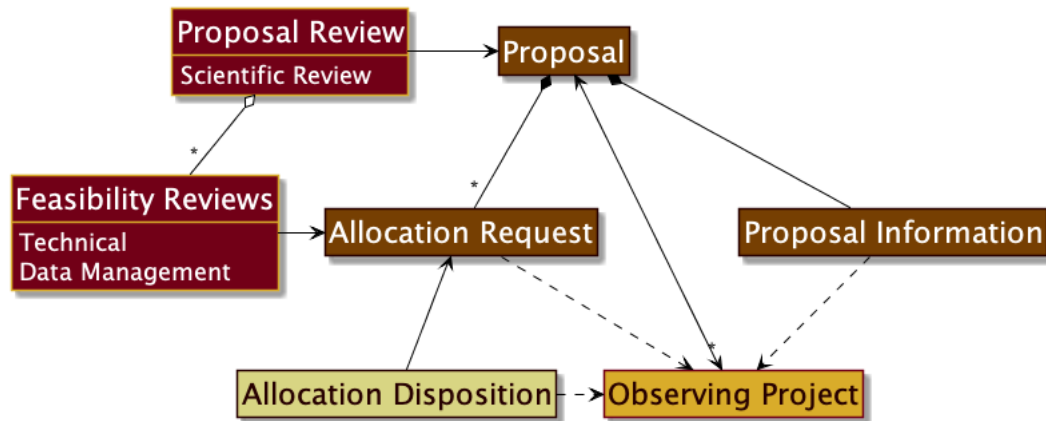 Proposal Review
Scientific Review
Proposal
*
Feasibility Reviews
Technical
Data Management
*
Allocation Request
Proposal Information
*
Allocation Disposition
Observing Project